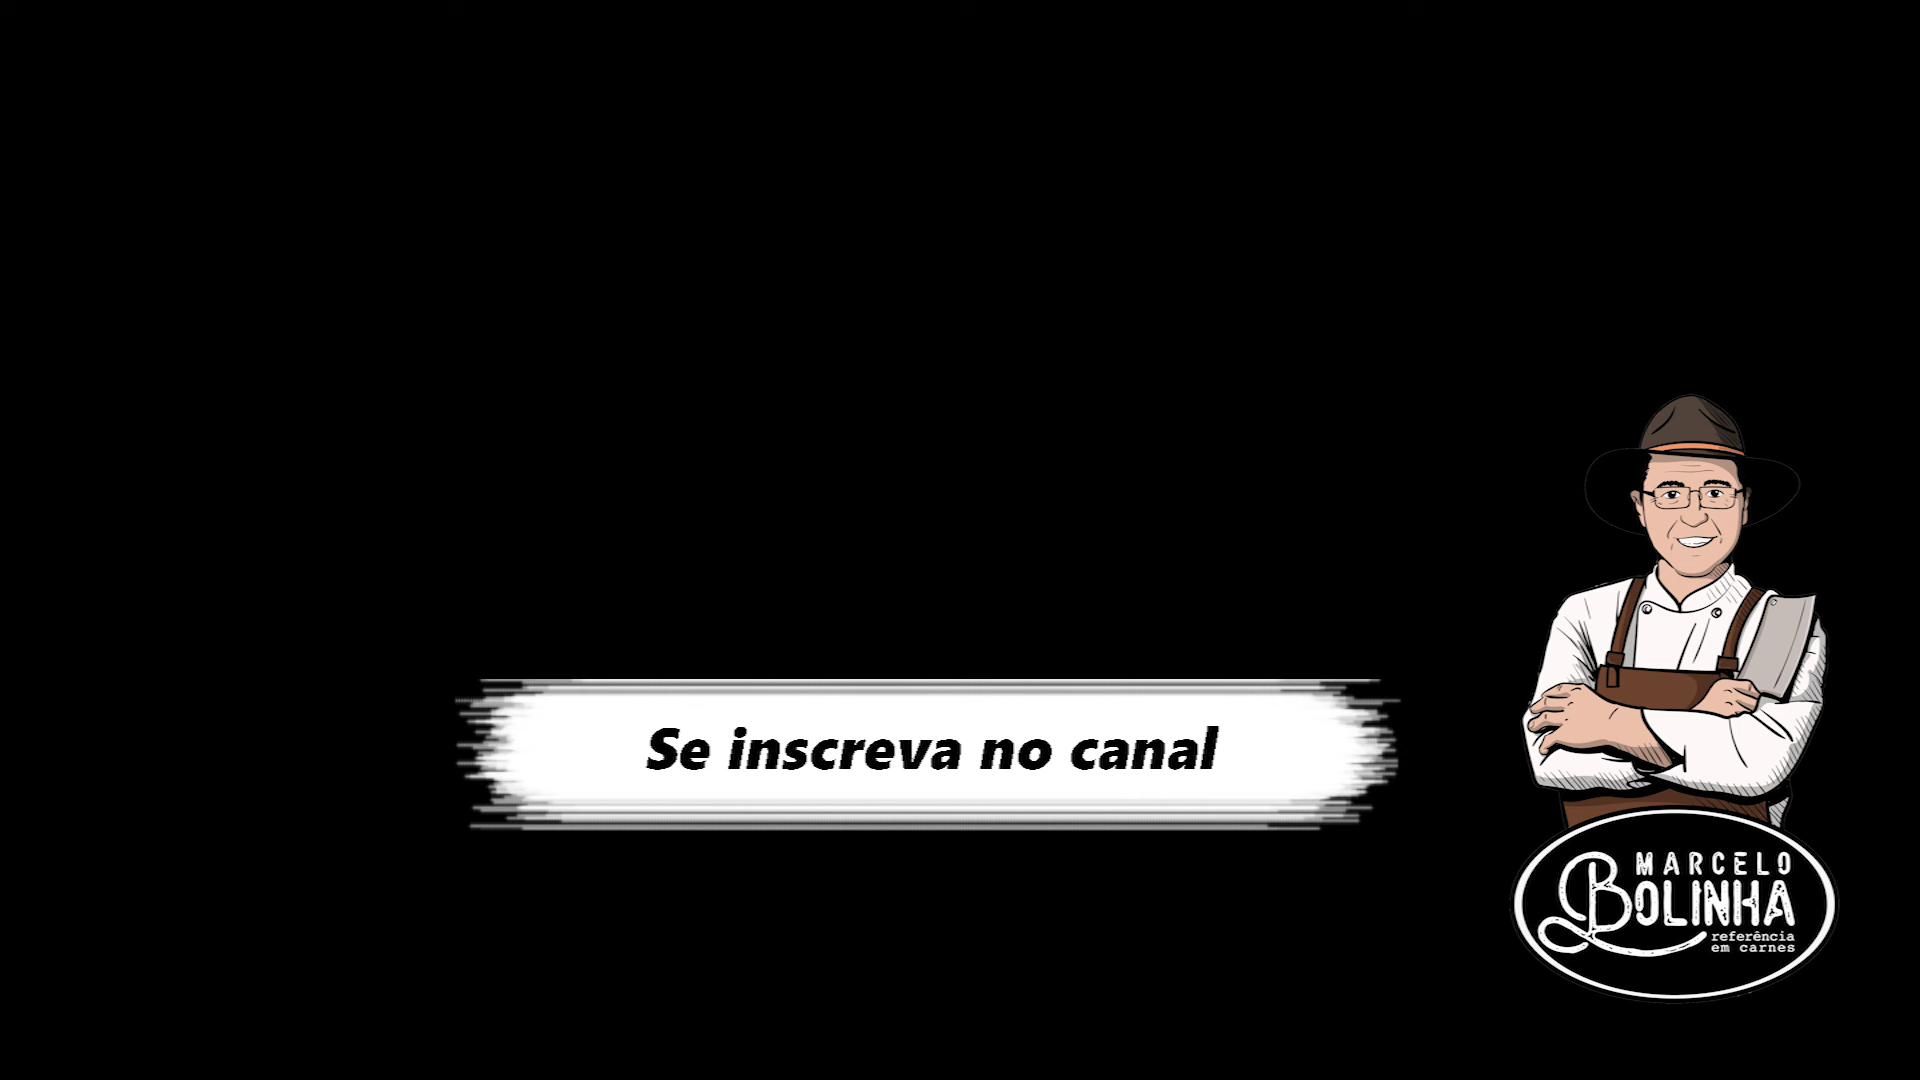 Se inscreva no canal
MARCELO
BOLINHA
referência
em carnes